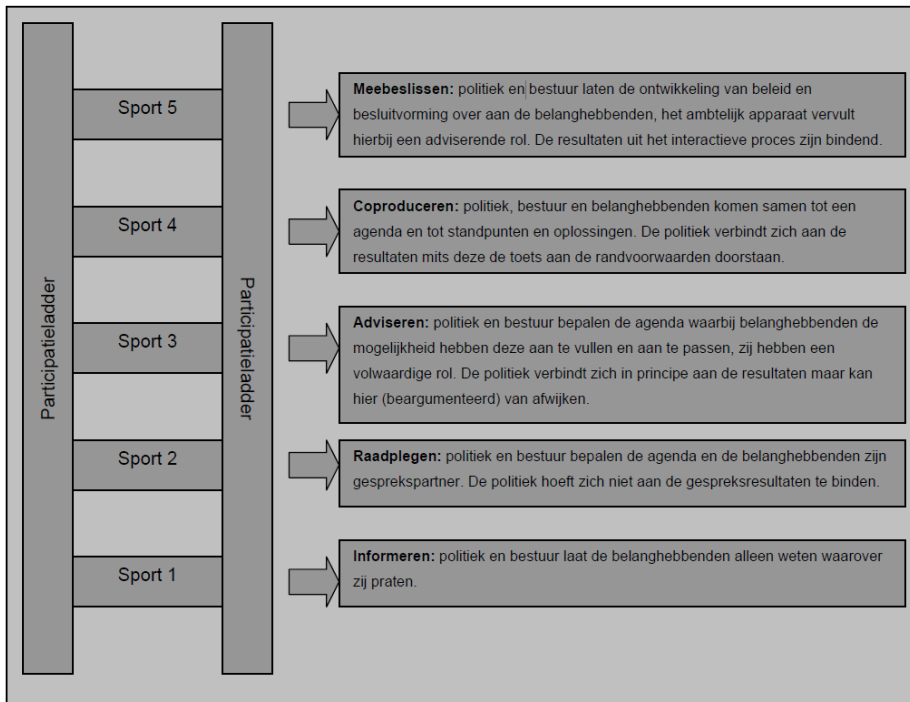 Participatieladder
Participatieladder
Sport 5
Meebeslissen: politiek en bestuur laten de ontwikkeling van beleid en
besluitvorming over aan de belanghebbenden, het ambtelijk apparaat vervult
hierbij een adviserende rol. De resultaten uit het interactieve proces zijn bindend.
Sport 4
Coproduceren: politiek, bestuur en belanghebbenden komen samen tot een
agenda en tot standpunten en oplossingen. De politiek verbindt zich aan de
resultaten mits deze de toets aan de randvoorwaarden doorstaan.
Sport 3
Adviseren: politiek en bestuur bepalen de agenda waarbij belanghebbenden de
mogelijkheid hebben deze aan te vullen en aan te passen, zij hebben een
volwaardige rol. De politiek verbindt zich in principe aan de resultaten maar kan
hier (beargumenteerd) van afwijken.
Sport 2
Raadplegen: politiek en bestuur bepalen de agenda en de belanghebbenden zijn
gesprekspartner. De politiek hoeft zich niet aan de gespreksresultaten te binden.
Sport 1
Informeren: politiek en bestuur laat de belanghebbenden alleen weten waarover
zij praten.